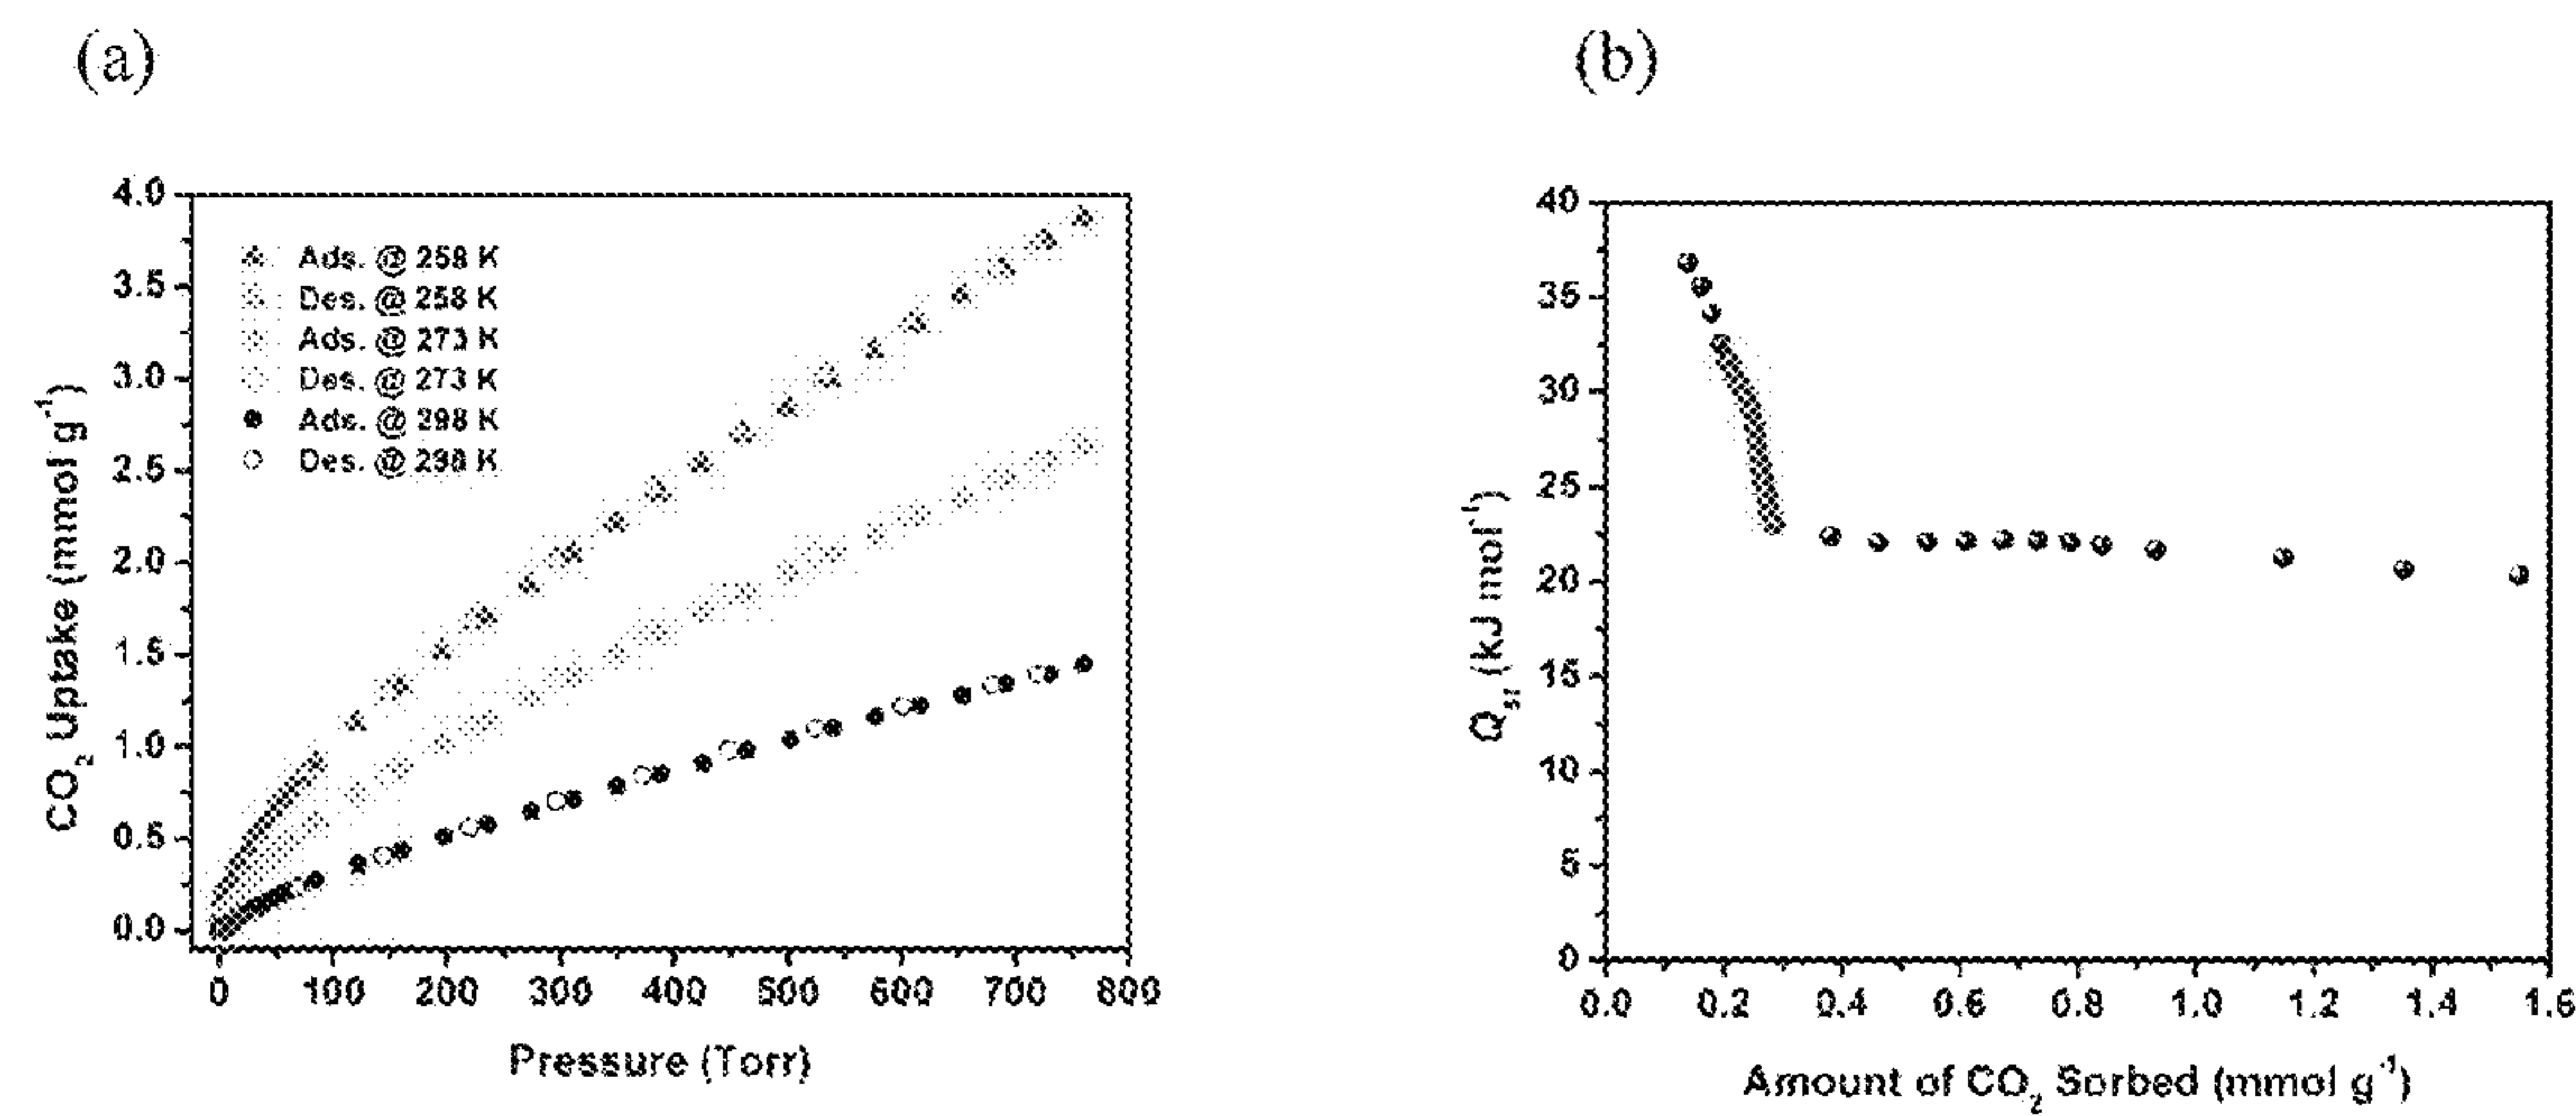 (a)
(b)
4.0
3.5
3.0
2.5
2.0
1.5
1.0
0.5
0.0
CO₂ Uptake (mmol g⁻¹)
Ads. @ 258 K
Des. @ 258 K
Ads. @ 273 K
Des. @ 273 K
Ads. @ 298 K
Des. @ 298 K
0 100 200 300 400 500 600 700 800
Pressure (Torr)
40
35
30
25
20
15
10
5
0
Qst (kJ mol⁻¹)
0.0 0.2 0.4 0.6 0.8 1.0 1.2 1.4 1.6
Amount of CO₂ Sorbed (mmol g⁻¹)